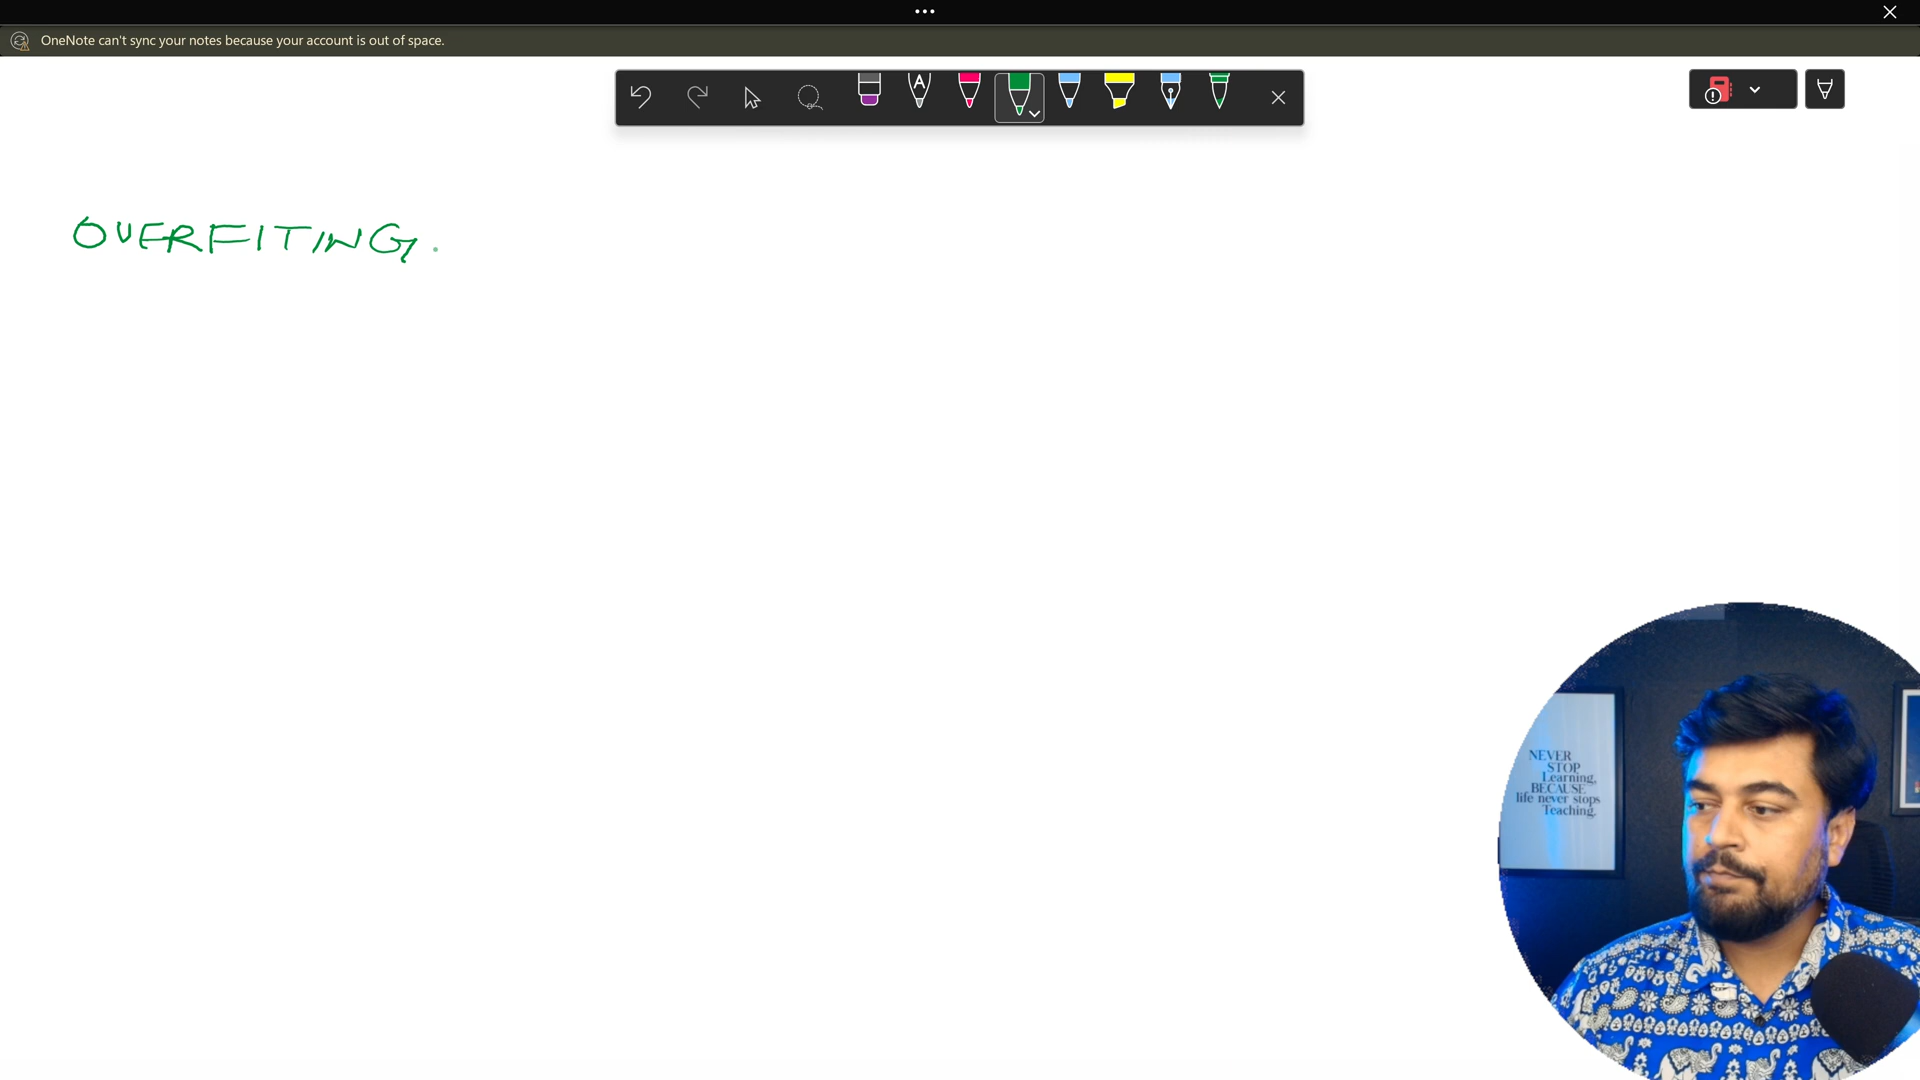 OneNote can't sync your notes because your account is out of space.
OVERFITING.
NEVER
STOP
Learning,
BECAUSE
life never stops
Teaching.